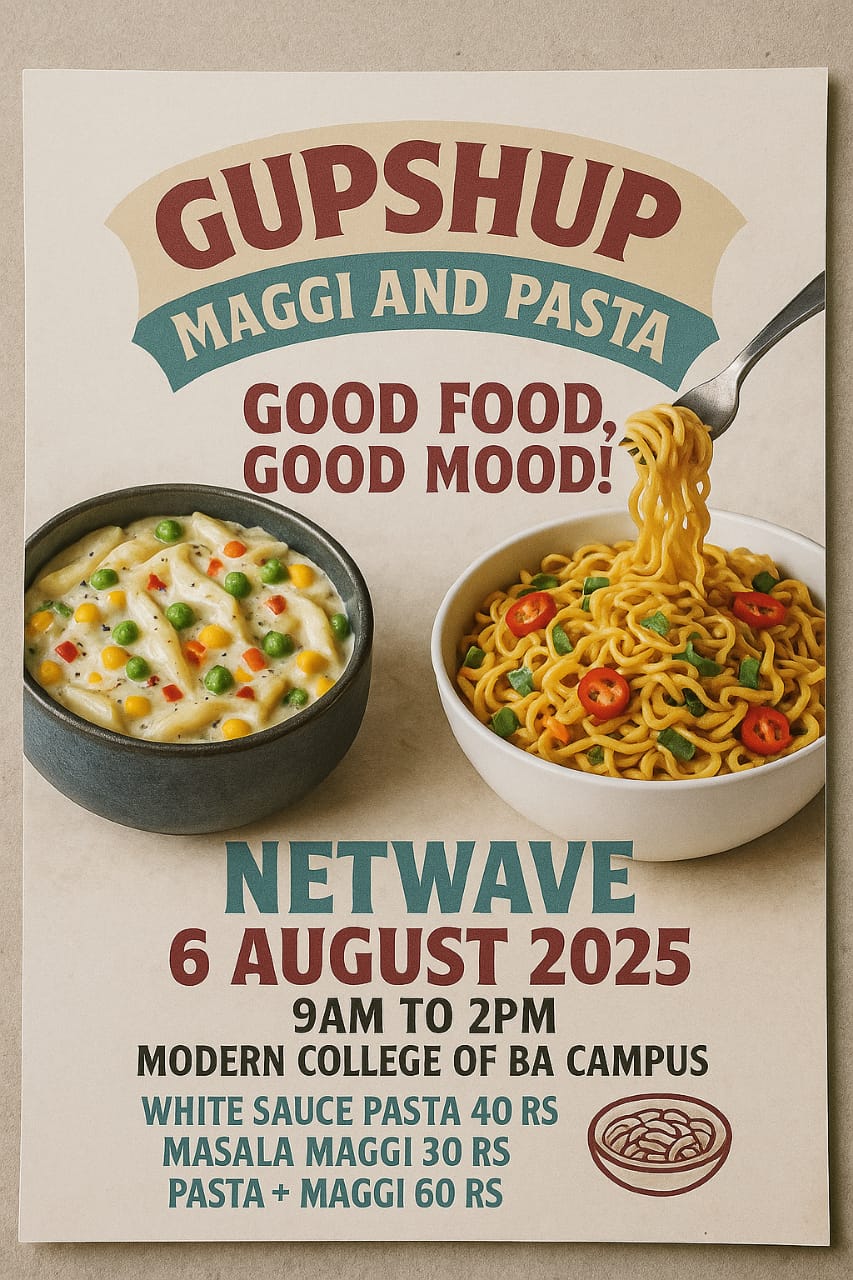 GUPSHUP
MAGGI AND PASTA
GOOD FOOD,
GOOD MOOD!
NETWAVE
6 AUGUST 2025
9AM TO 2PM
MODERN COLLEGE OF BA CAMPUS
WHITE SAUCE PASTA 40 RS
MASALA MAGGI 30 RS
PASTA + MAGGI 60 RS